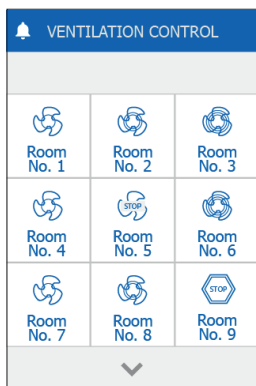 VENTILATION CONTROL
Room
No. 1
Room
No. 2
Room
No. 3
Room
No. 4
STOP
Room
No. 5
Room
No. 6
Room
No. 7
Room
No. 8
STOP
Room
No. 9